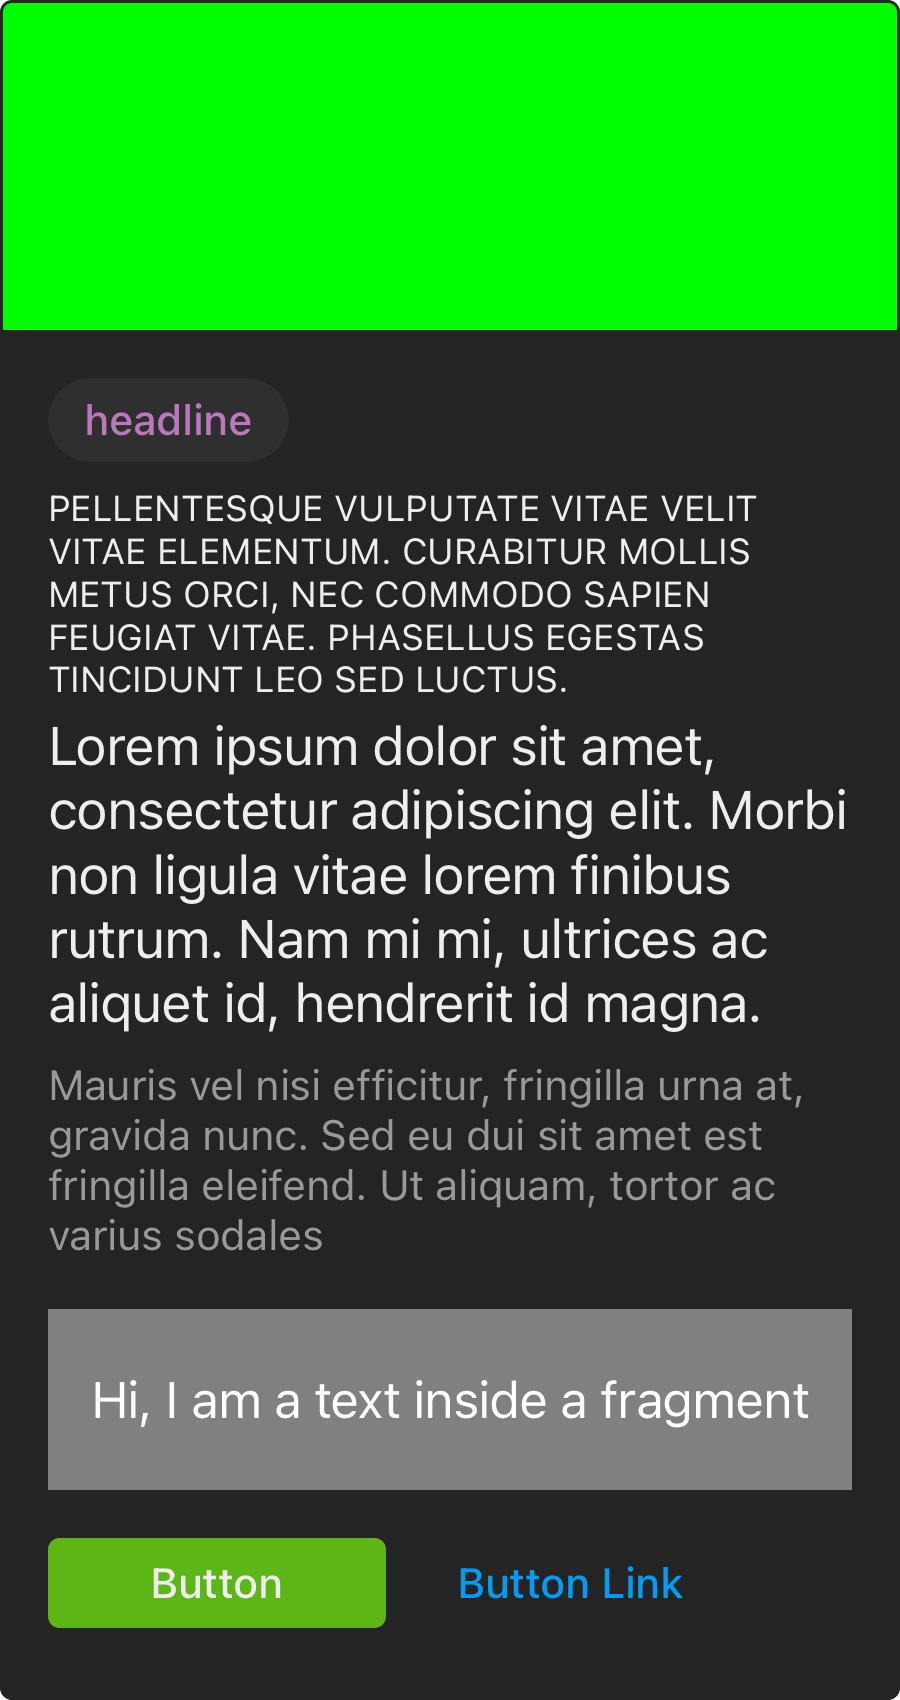 headline
PELLENTESQUE VULPUTATE VITAE VELIT
VITAE ELEMENTUM. CURABITUR MOLLIS
METUS ORCI, NEC COMMODO SAPIEN
FEUGIAT VITAE. PHASELLUS EGESTAS
TINCIDUNT LEO SED LUCTUS.
Lorem ipsum dolor sit amet,
consectetur adipiscing elit. Morbi
non ligula vitae lorem finibus
rutrum. Nam mi mi, ultrices ac
aliquet id, hendrerit id magna.
Mauris vel nisi efficitur, fringilla urna at,
gravida nunc. Sed eu dui sit amet est
fringilla eleifend. Ut aliquam, tortor ac
varius sodales
Hi, I am a text inside a fragment
Button
Button Link